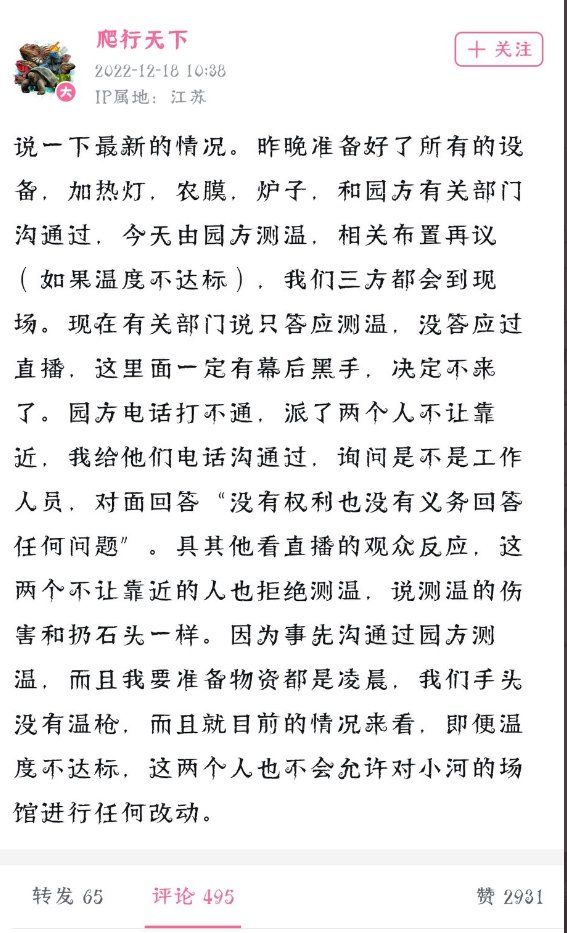 爬行天下
2022-12-18 10:38
IP属地：江苏
大
＋关注
说一下最新的情况。昨晚准备好了所有的设
备，加热灯，农膜，炉子，和园方有关部门
沟通过，今天由园方测温，相关布置再议
（如果温度不达标），我们三方都会到现
场。现在有关部门说只答应测温，没答应过
直播，这里面一定有幕后黑手，决定不来
了。园方电话打不通，派了两个人不让靠
近，我给他们电话沟通过，询问是不是工作
人员，对面回答“没有权利也没有义务回答
任何问题”。具其他看直播的观众反应，这
两个不让靠近的人也拒绝测温，说测温的伤
害和扔石头一样。因为事先沟通过园方测
温，而且我要准备物资都是凌晨，我们手头
没有温枪，而且就目前的情况来看，即便温
度不达标，这两个人也不会允许对小河的场
馆进行任何改动。
转发 65
评论 495
赞 2931